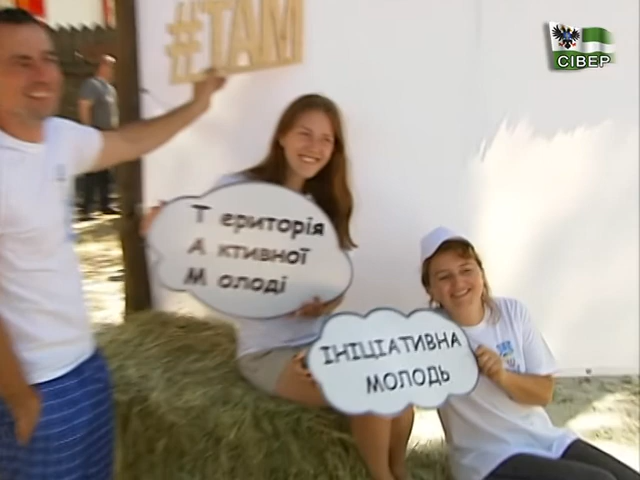 #ТАМ
СІВЕР
Т ериторія
А ктивної
М олоді
ІНІЦІАТИВНА
МОЛОДЬ